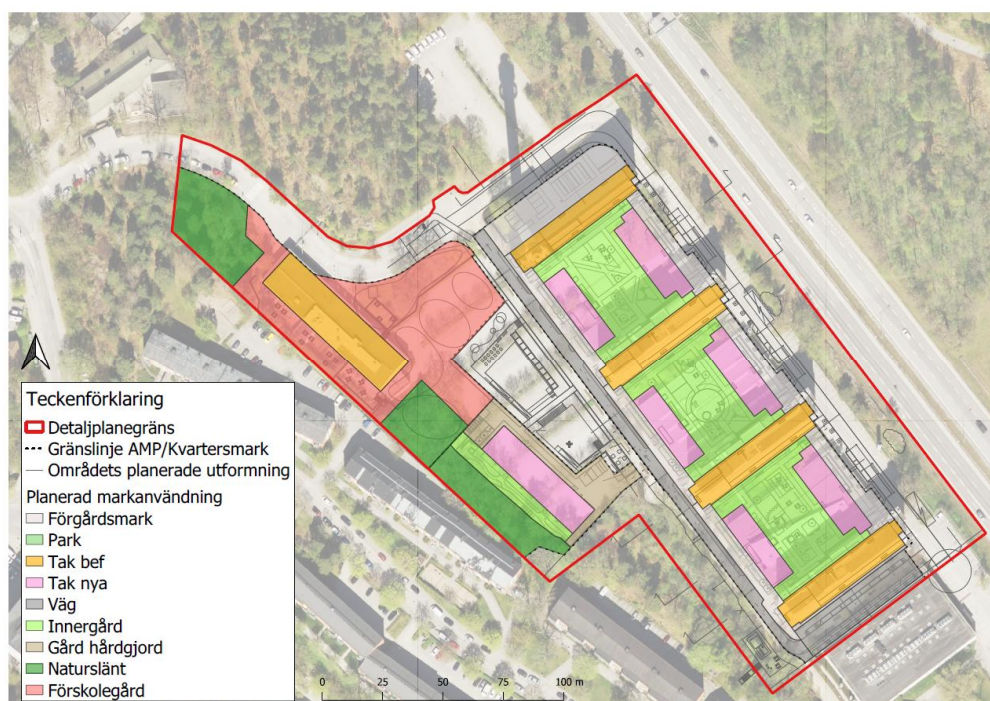 Teckenförklaring
Detaljplanegräns
Gränslinje AMP/Kvartersmark
Områdets planerade utformning
Planerad markanvändning
Förgårdsmark
Park
Tak bef
Tak nya
Väg
Innergård
Gård hårdgjord
Naturslänt
Förskolegård
0 25 50 75 100 m